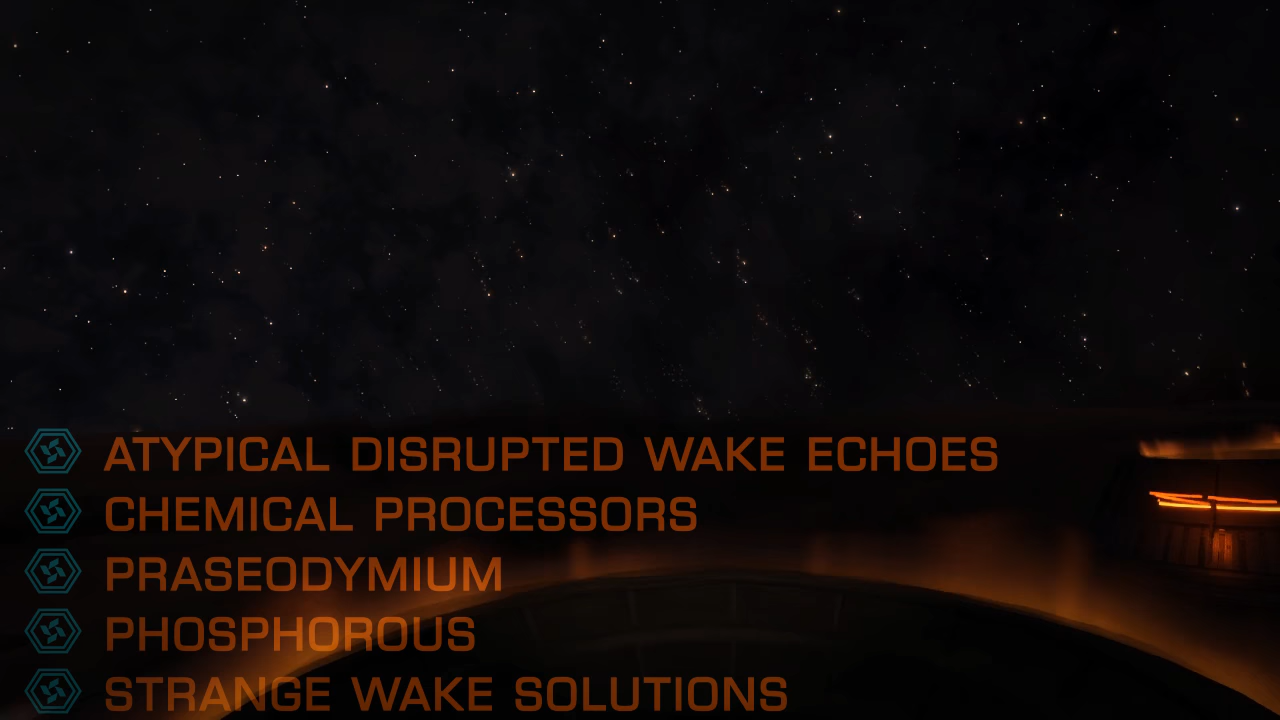 ATYPICAL DISRUPTED WAKE ECHOES
CHEMICAL PROCESSORS
PRASEODYMIUM
PHOSPHOROUS
STRANGE WAKE SOLUTIONS